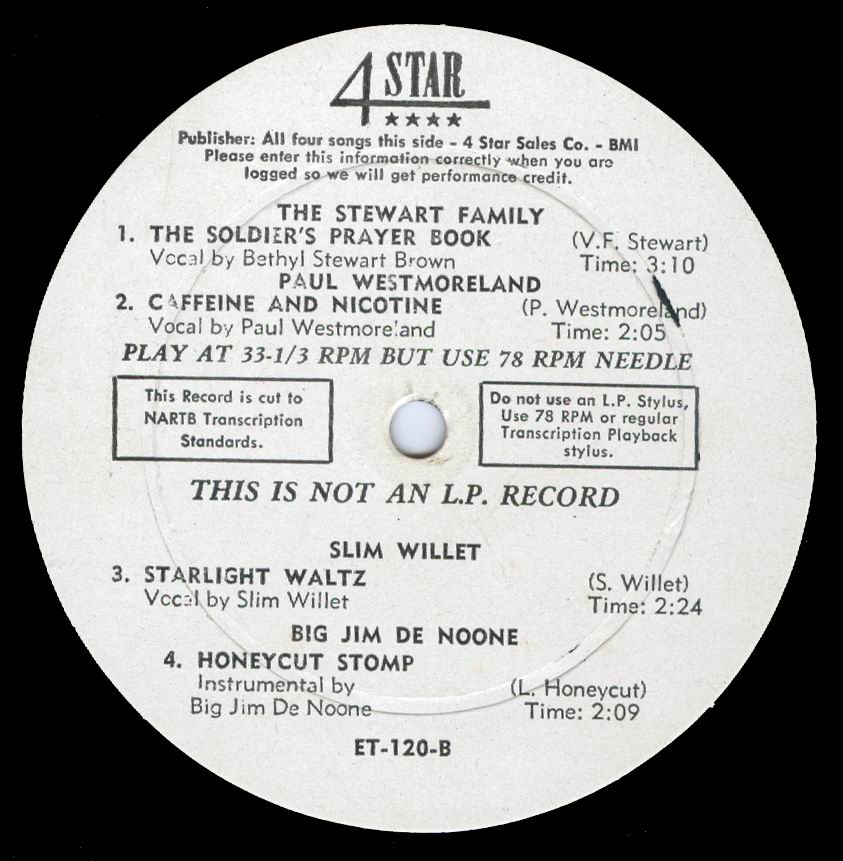 4 STAR
★★★★
Publisher: All four songs this side - 4 Star Sales Co. - BMI
Please enter this information correctly when you are
logged so we will get performance credit.
THE STEWART FAMILY
1. THE SOLDIER'S PRAYER BOOK (V.F. Stewart)
Vocal by Bethyl Stewart Brown Time: 3:10
PAUL WESTMORELAND
2. CAFFEINE AND NICOTINE (P. Westmoreland)
Vocal by Paul Westmoreland Time: 2:05
PLAY AT 33-1/3 RPM BUT USE 78 RPM NEEDLE
This Record is cut to
NARTB Transcription
Standards.
Do not use an L.P. Stylus,
Use 78 RPM or regular
Transcription Playback
stylus.
THIS IS NOT AN L.P. RECORD
SLIM WILLET
3. STARLIGHT WALTZ (S. Willet)
Vocal by Slim Willet Time: 2:24
BIG JIM DE NOONE
4. HONEYCUT STOMP
Instrumental by (L. Honeycut)
Big Jim De Noone Time: 2:09
ET-120-B